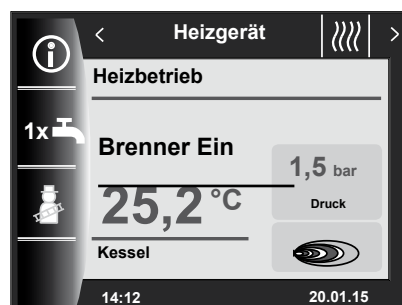 < Heizgerät >
Heizbetrieb
1x
Brenner Ein
1,5 bar
Druck
25,2 °C
Kessel
14:12 20.01.15